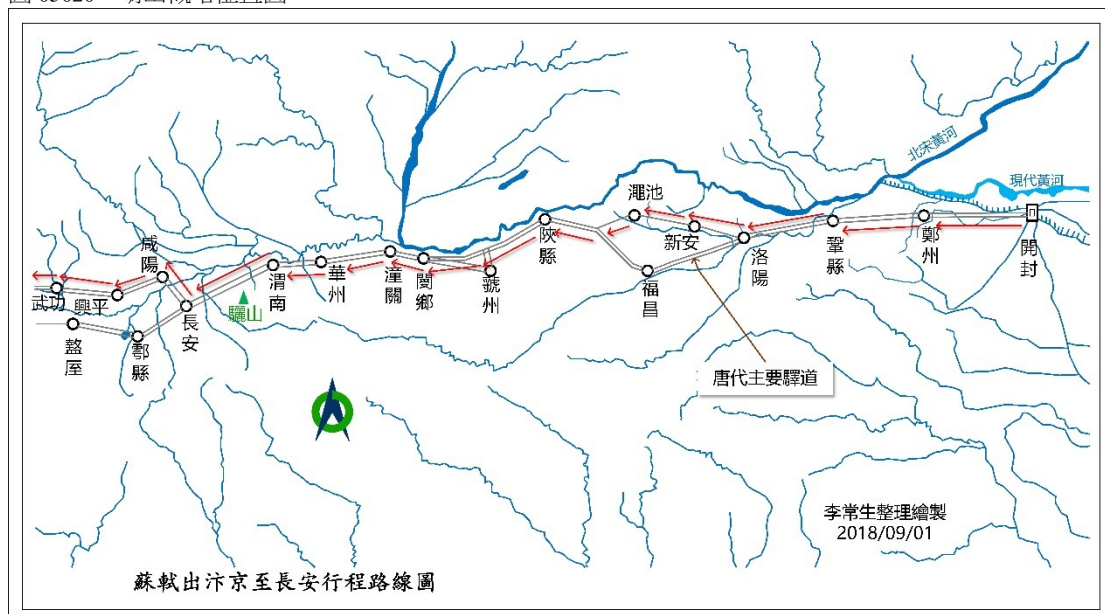 北宋黃河
現代黃河
澠池
新安
洛陽
鞏縣
鄭州
開封
陝縣
福昌
虢州
閿鄉
潼關
華州
渭南
驪山
長安
咸陽
興平
武功
盩厔
鄠縣
唐代主要驛道
李常生整理繪製
2018/09/01
蘇軾出汴京至長安行程路線圖